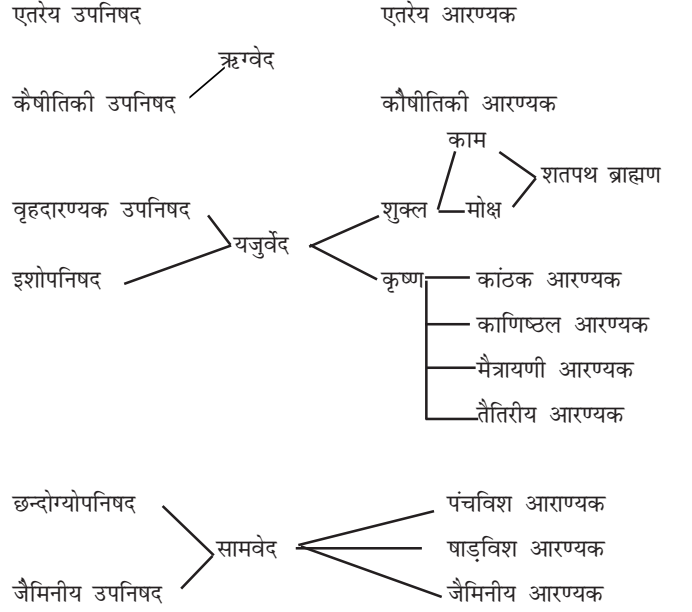 एतरेय उपनिषद एतरेय आरण्यक
ऋग्वेद
कैषीतिकी उपनिषद कौषीतिकी आरण्यक
काम
शतपथ ब्राह्मण
वृहदारण्यक उपनिषद शुक्ल मोक्ष
यजुर्वेद
इशोपनिषद कृष्ण कांठक आरण्यक
काणिष्ठल आरण्यक
मैत्रायणी आरण्यक
तैतिरीय आरण्यक
छन्दोग्योपनिषद पंचविश आराण्यक
सामवेद षाड़विश आरण्यक
जैमिनीय उपनिषद जैमिनीय आरण्यक